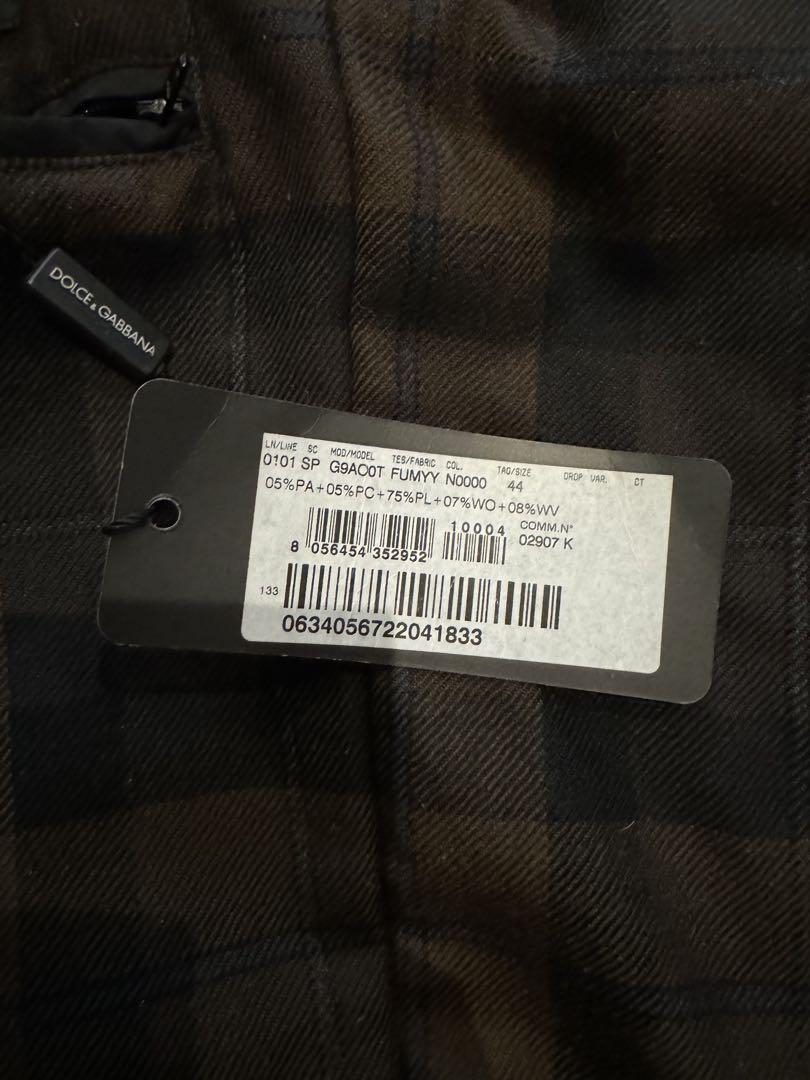 DOLCE & GABBANA
LN/LINE SC MOD/MODEL TES/FABRIC COL. TAG/SIZE DROP VAR. CT
0101 SP G9AC0T FUMYY N0000 44
05%PA+05%PC+75%PL+07%WO+08%WV
10004 COMM.N°
8 056454 352952 02907 K
133
0634056722041833